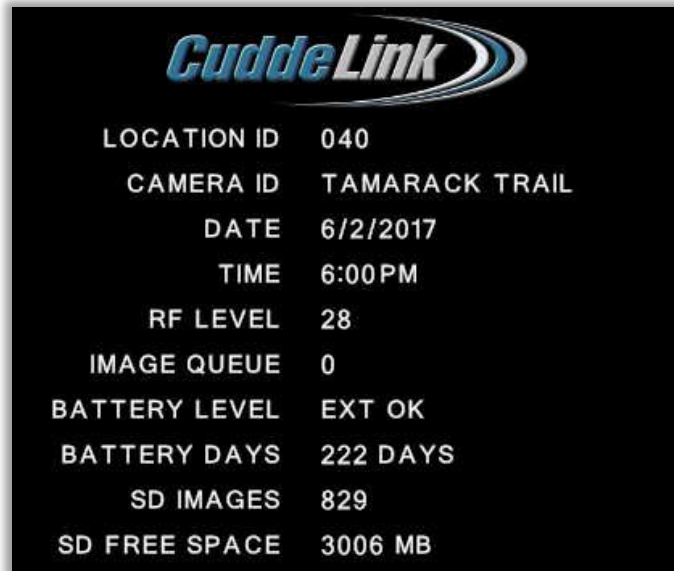 CuddeLink
LOCATION ID 040
CAMERA ID TAMARACK TRAIL
DATE 6/2/2017
TIME 6:00PM
RF LEVEL 28
IMAGE QUEUE 0
BATTERY LEVEL EXT OK
BATTERY DAYS 222 DAYS
SD IMAGES 829
SD FREE SPACE 3006 MB